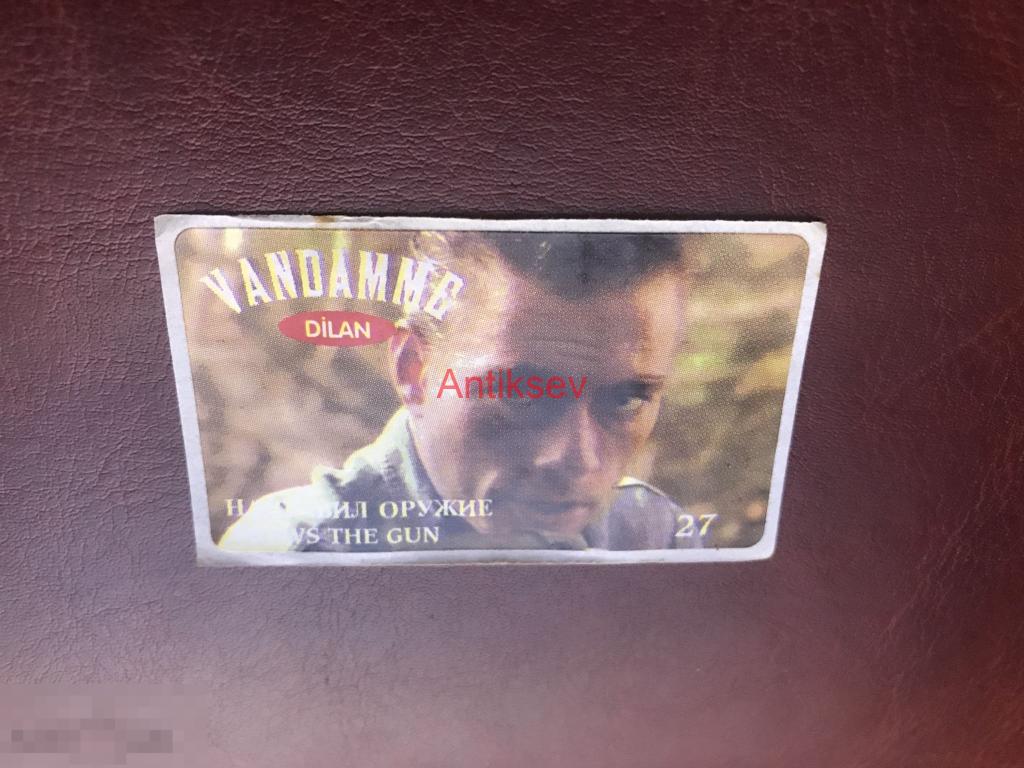 VANDAMME
DİLAN
Antiksev
ОРУЖИЕ
THE GUN
27